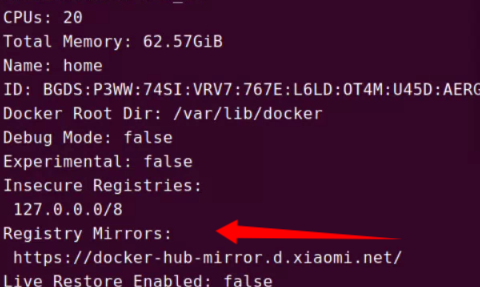 CPUs: 20
Total Memory: 62.57GiB
Name: home
ID: BGDS:P3WW:74SI:VRV7:767E:L6LD:OT4M:U45D:AERG
Docker Root Dir: /var/lib/docker
Debug Mode: false
Experimental: false
Insecure Registries:
127.0.0.0/8
Registry Mirrors:
https://docker-hub-mirror.d.xiaomi.net/
Live Restore Enabled: false